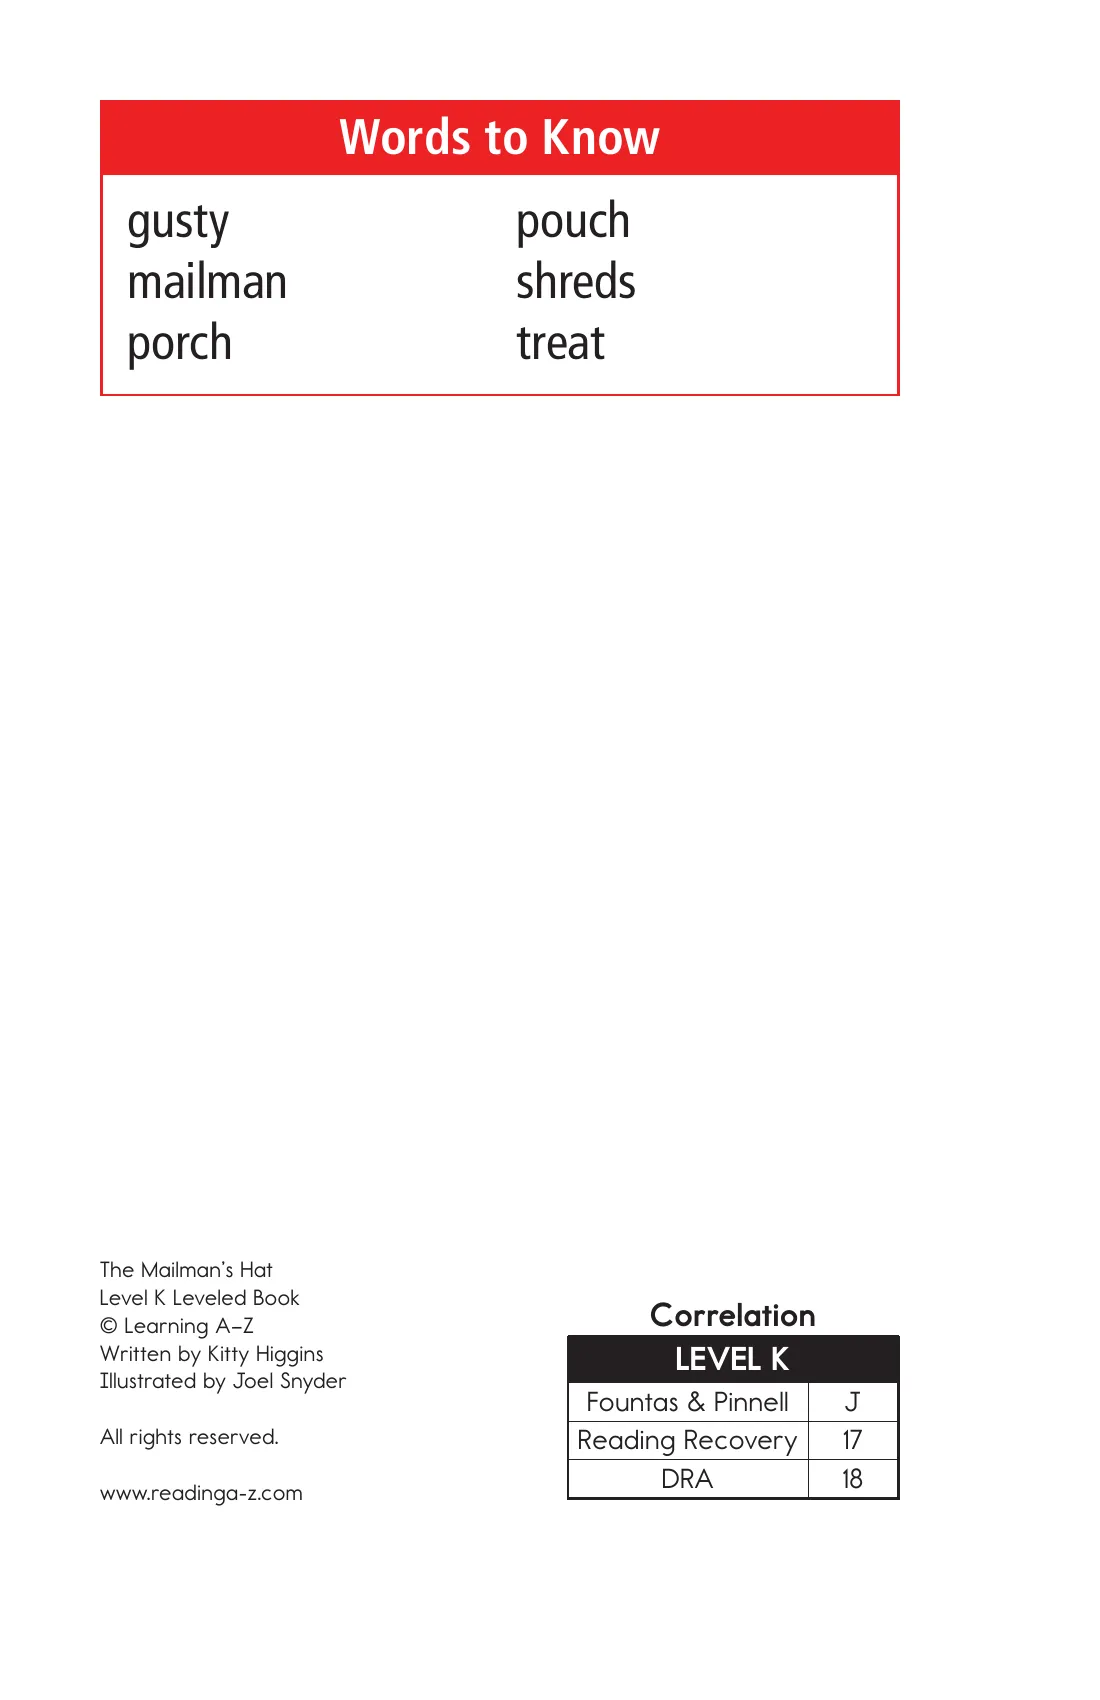 Words to Know
gusty
mailman
porch
pouch
shreds
treat
The Mailman's Hat
Level K Leveled Book
© Learning A–Z
Written by Kitty Higgins
Illustrated by Joel Snyder
All rights reserved.
www.readinga-z.com
Correlation
LEVEL K
Fountas & Pinnell J
Reading Recovery 17
DRA 18